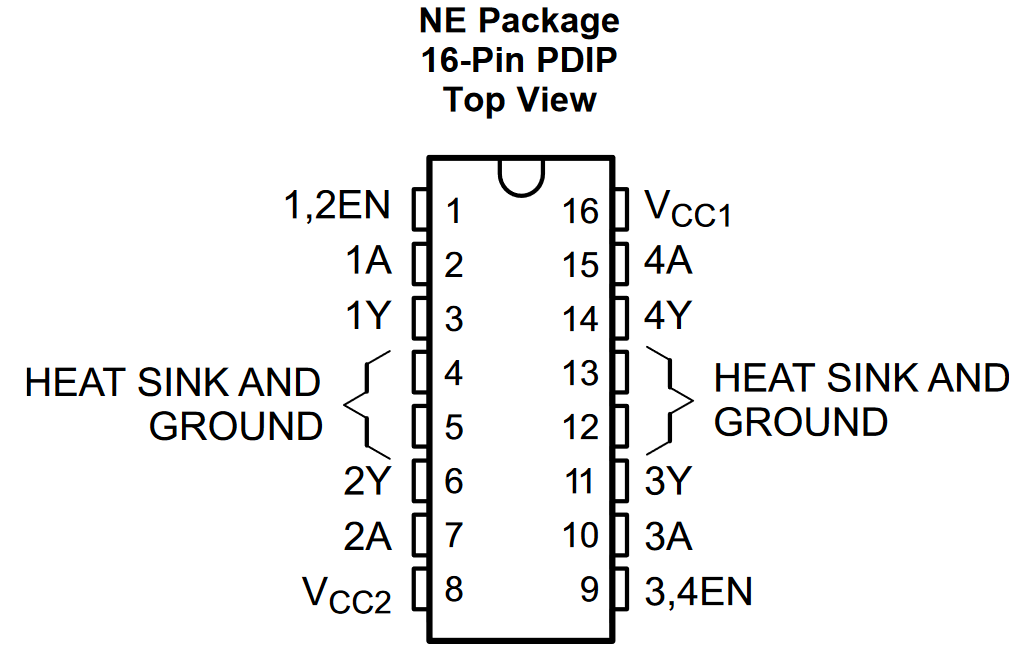 NE Package
16-Pin PDIP
Top View
1,2EN 1 16 VCC1
1A 2 15 4A
1Y 3 14 4Y
HEAT SINK AND 4 13 HEAT SINK AND
GROUND 5 12 GROUND
2Y 6 11 3Y
2A 7 10 3A
VCC2 8 9 3,4EN